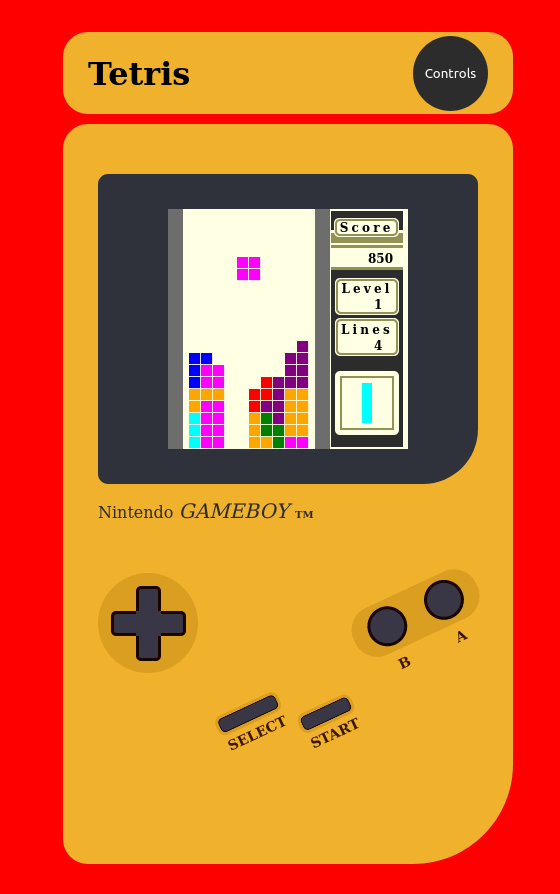 Tetris
Controls
Score
850
Level
1
Lines
4
Nintendo GAMEBOY TM
A
B
SELECT
START